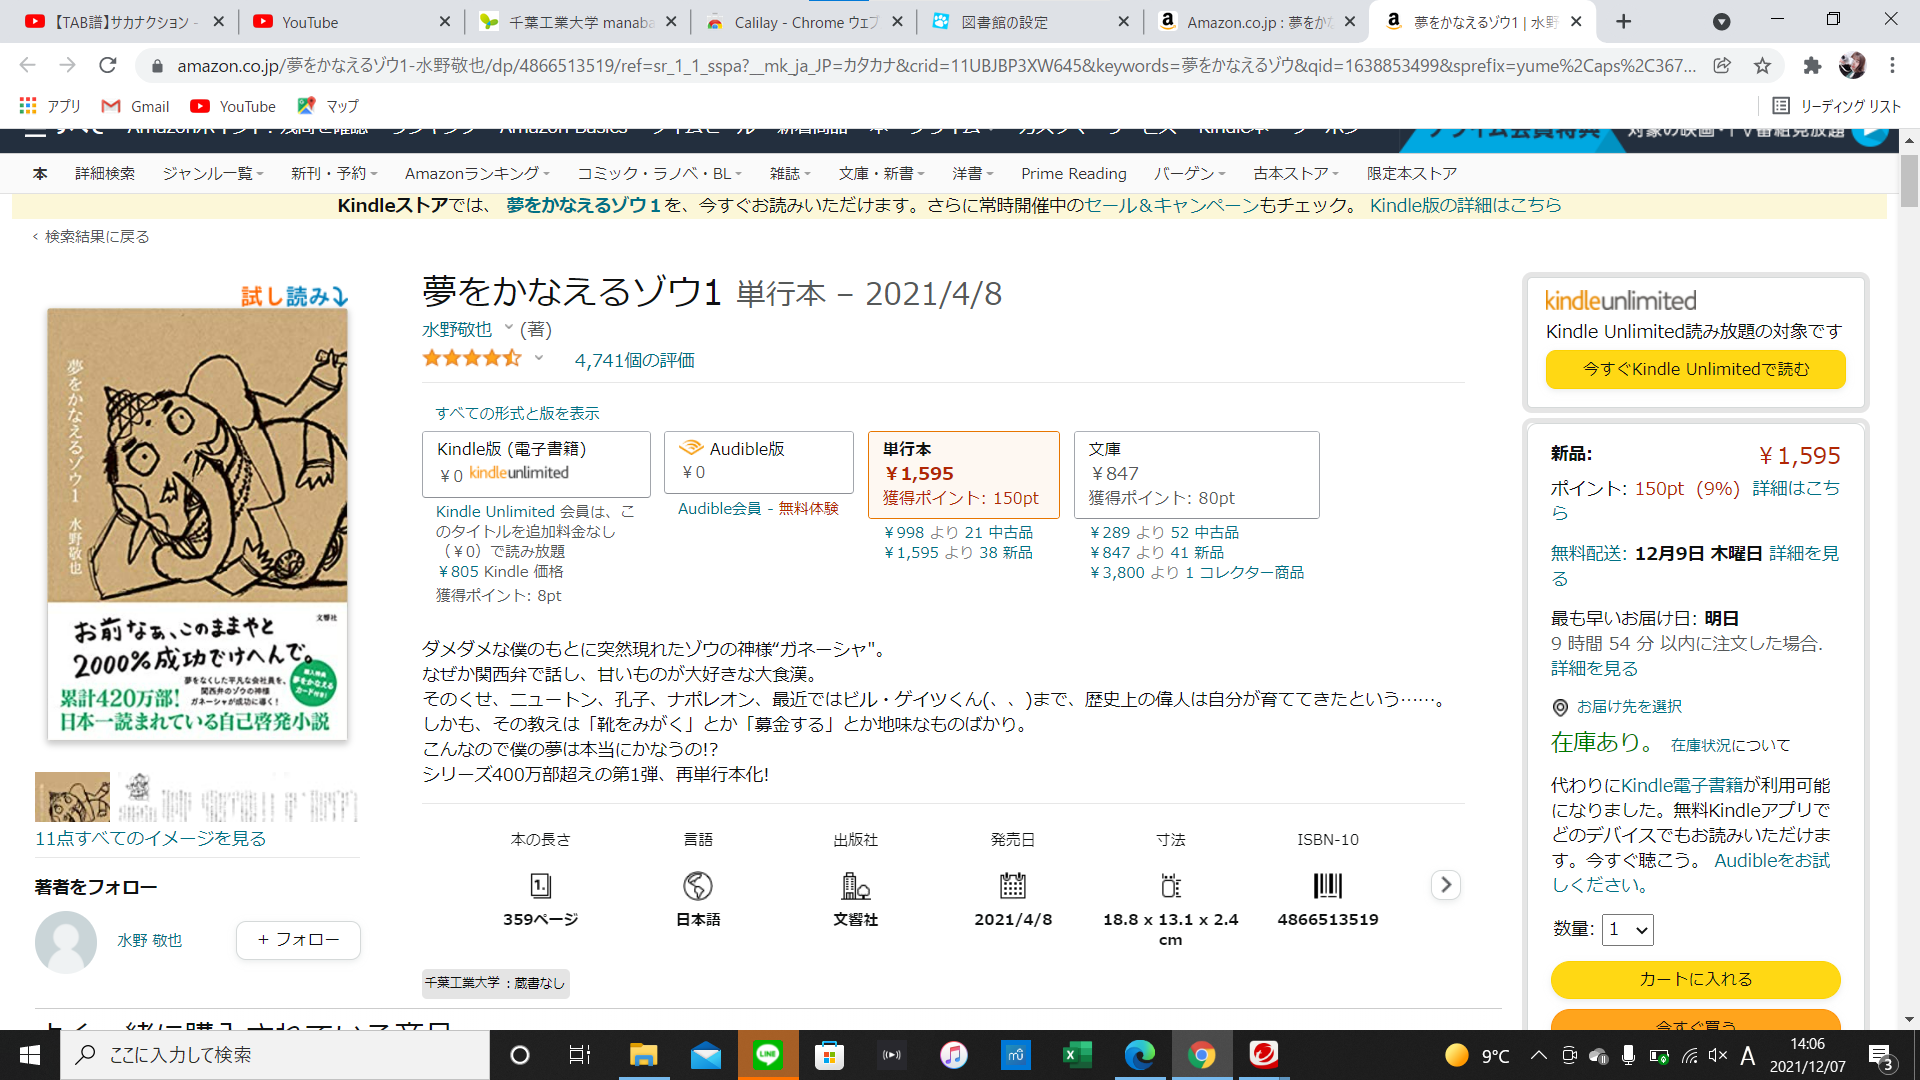 【TAB譜】サカナクション -
YouTube
千葉工業大学 manaba
Calilay - Chrome ウェブ
図書館の設定
Amazon.co.jp : 夢をかな
夢をかなえるゾウ1 | 水野
amazon.co.jp/夢をかなえるゾウ1-水野敬也/dp/4866513519/ref=sr_1_1_sspa?__mk_ja_JP=カタカナ&crid=11UBJBP3XW645&keywords=夢をかなえるゾウ&qid=1638853499&sprefix=yume%2Caps%2C367...
アプリ Gmail YouTube マップ
リーディング リスト
本 詳細検索 ジャンル一覧 新刊・予約 Amazonランキング コミック・ラノベ・BL 雑誌 文庫・新書 洋書 Prime Reading バーゲン 古本ストア 限定本ストア
Kindleストアでは、 夢をかなえるゾウ１を、今すぐお読みいただけます。さらに常時開催中のセール＆キャンペーンもチェック。 Kindle版の詳細はこちら
‹ 検索結果に戻る
試し読み
夢をかなえるゾウ1 水野敬也
文響社
お前なぁ、このままやと
2000%成功でけへんで。
夢をなくした平凡な会社員を、
関西弁のゾウの神様
ガネーシャが成功に導く!
累計420万部!
日本一読まれている自己啓発小説
11点すべてのイメージを見る
著者をフォロー
水野 敬也
+ フォロー
夢をかなえるゾウ1 単行本 – 2021/4/8
水野敬也 (著)
4,741個の評価
すべての形式と版を表示
Kindle版 (電子書籍)
￥0 kindleunlimited
Kindle Unlimited 会員は、こ
のタイトルを追加料金なし
（￥0）で読み放題
￥805 Kindle 価格
獲得ポイント: 8pt
Audible版
￥0
Audible会員 - 無料体験
単行本
￥1,595
獲得ポイント: 150pt
￥998 より 21 中古品
￥1,595 より 38 新品
文庫
￥847
獲得ポイント: 80pt
￥289 より 52 中古品
￥847 より 41 新品
￥3,800 より 1 コレクター商品
ダメダメな僕のもとに突然現れたゾウの神様“ガネーシャ"。
なぜか関西弁で話し、甘いものが大好きな大食漢。
そのくせ、ニュートン、孔子、ナポレオン、最近ではビル・ゲイツくん(、、)まで、歴史上の偉人は自分が育ててきたという……。
しかも、その教えは「靴をみがく」とか「募金する」とか地味なものばかり。
こんなので僕の夢は本当にかなうの!?
シリーズ400万部超えの第1弾、再単行本化!
本の長さ 言語 出版社 発売日 寸法 ISBN-10
359ページ 日本語 文響社 2021/4/8 18.8 x 13.1 x 2.4 cm 4866513519
千葉工業大学 : 蔵書なし
kindleunlimited
Kindle Unlimited読み放題の対象です
今すぐKindle Unlimitedで読む
新品: ￥1,595
ポイント: 150pt (9%) 詳細はこち
ら
無料配送: 12月9日 木曜日 詳細を見
る
最も早いお届け日: 明日
9 時間 54 分 以内に注文した場合.
詳細を見る
お届け先を選択
在庫あり。 在庫状況について
代わりにKindle電子書籍が利用可能
になりました。無料Kindleアプリで
どのデバイスでもお読みいただけま
す。今すぐ聴こう。 Audibleをお試
しください。
数量: 1
カートに入れる
今すぐ買う
ここに入力して検索
LINE
9°C
A
14:06
2021/12/07
3